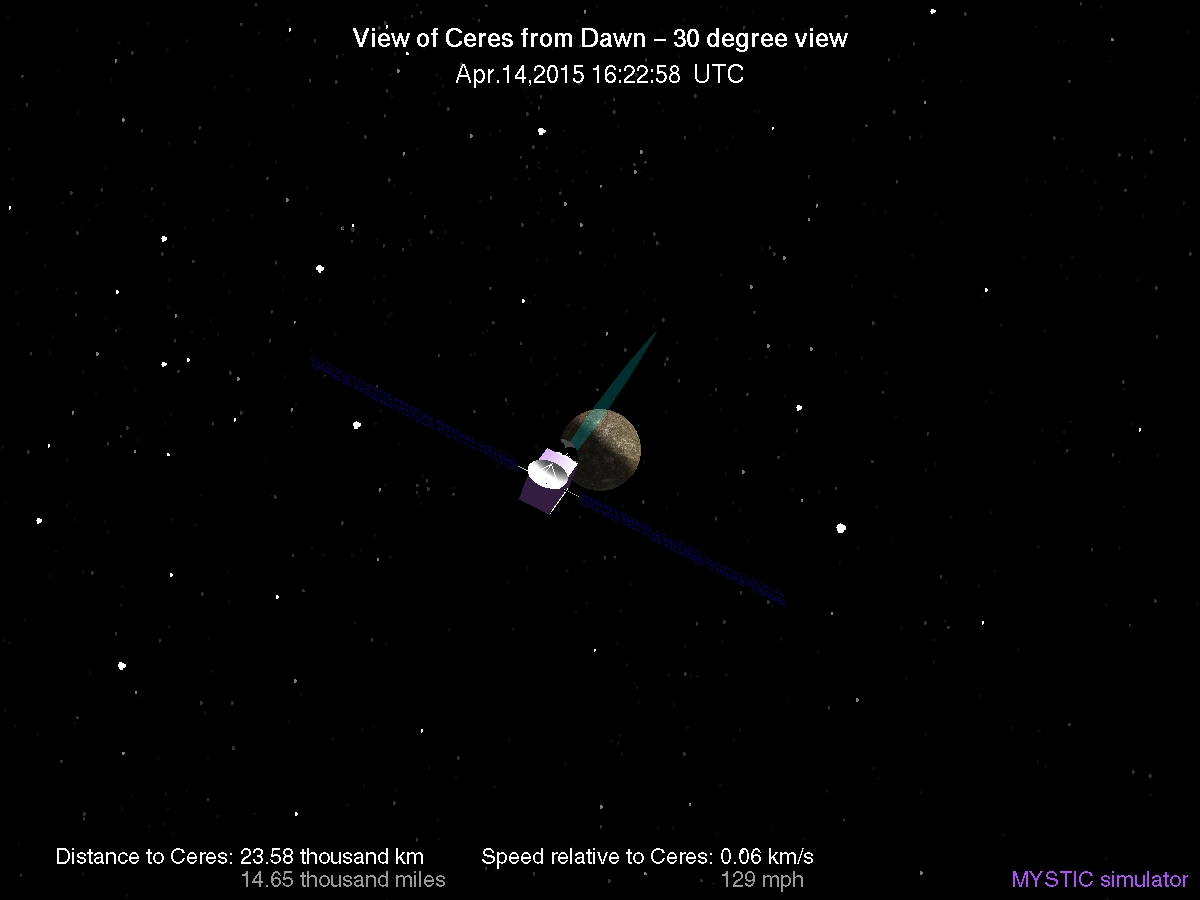 View of Ceres from Dawn – 30 degree view
Apr.14,2015 16:22:58 UTC
Distance to Ceres: 23.58 thousand km
14.65 thousand miles
Speed relative to Ceres: 0.06 km/s
129 mph
MYSTIC simulator